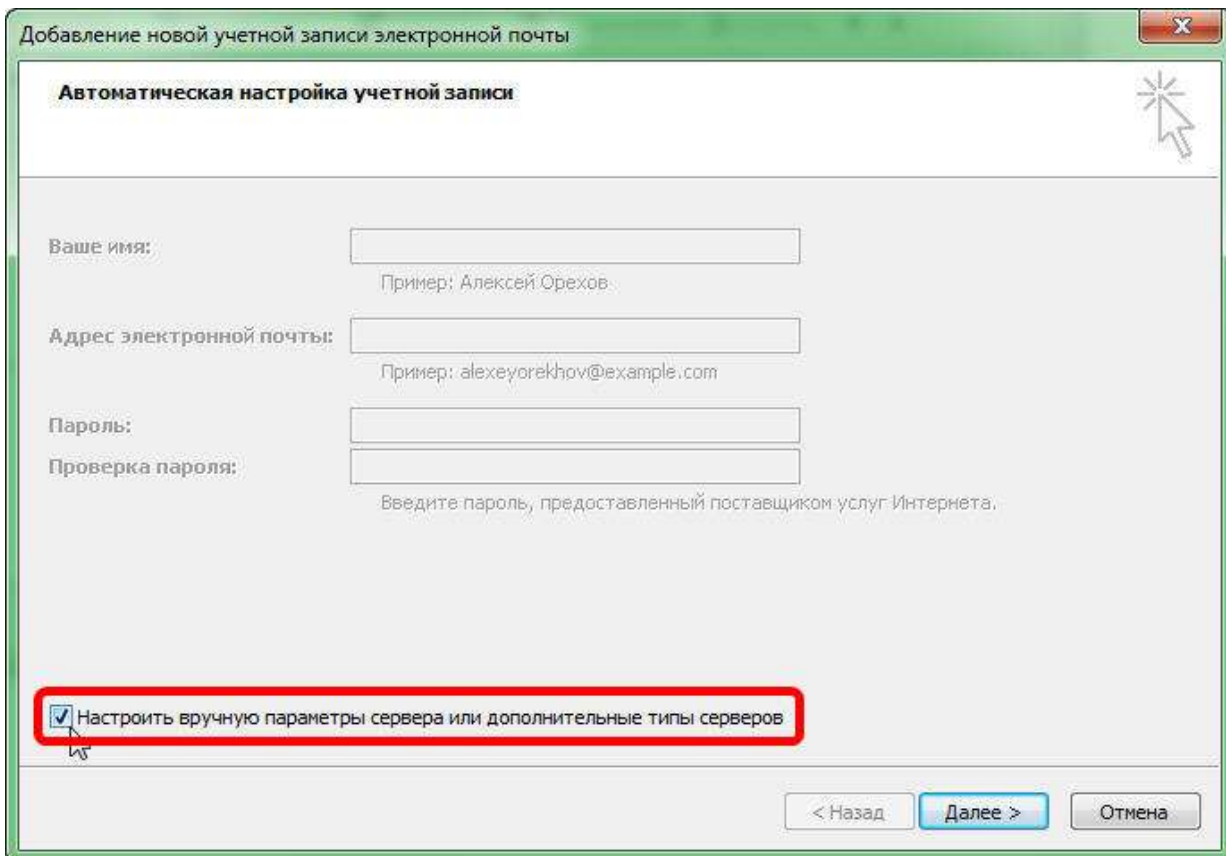 Добавление новой учетной записи электронной почты
Автоматическая настройка учетной записи
Ваше имя:
Пример: Алексей Орехов
Адрес электронной почты:
Пример: alexeyorekhov@example.com
Пароль:
Проверка пароля:
Введите пароль, предоставленный поставщиком услуг Интернета.
Настроить вручную параметры сервера или дополнительные типы серверов
< Назад Далее > Отмена